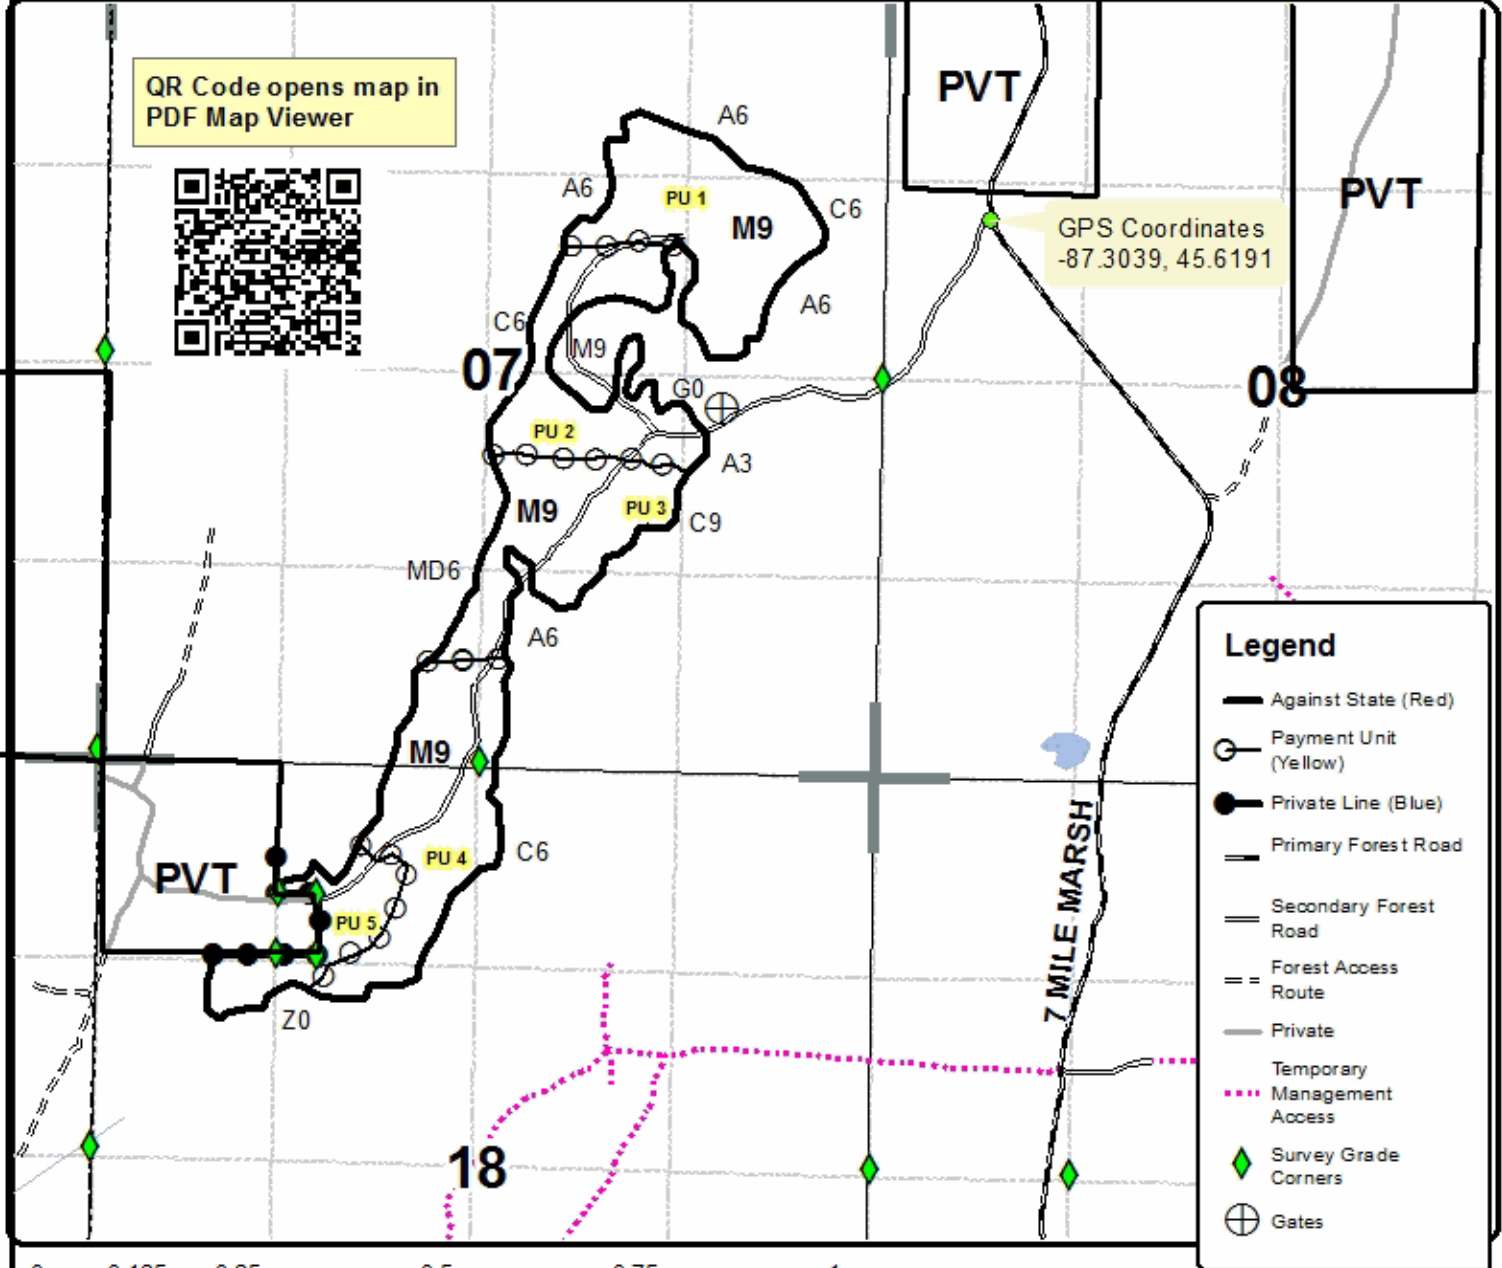 QR Code opens map in
PDF Map Viewer
A6
PVT
PVT
A6
PU 1
M9
C6
GPS Coordinates
-87.3039, 45.6191
A6
C6
M9
07
G0
08
PU 2
A3
M9
PU 3
C9
MD6
A6
M9
PU 4
C6
PVT
PU 5
7 MILE MARSH
Z0
18
Legend
Against State (Red)
Payment Unit
(Yellow)
Private Line (Blue)
Primary Forest Road
Secondary Forest
Road
Forest Access
Route
Private
Temporary
Management
Access
Survey Grade
Corners
Gates